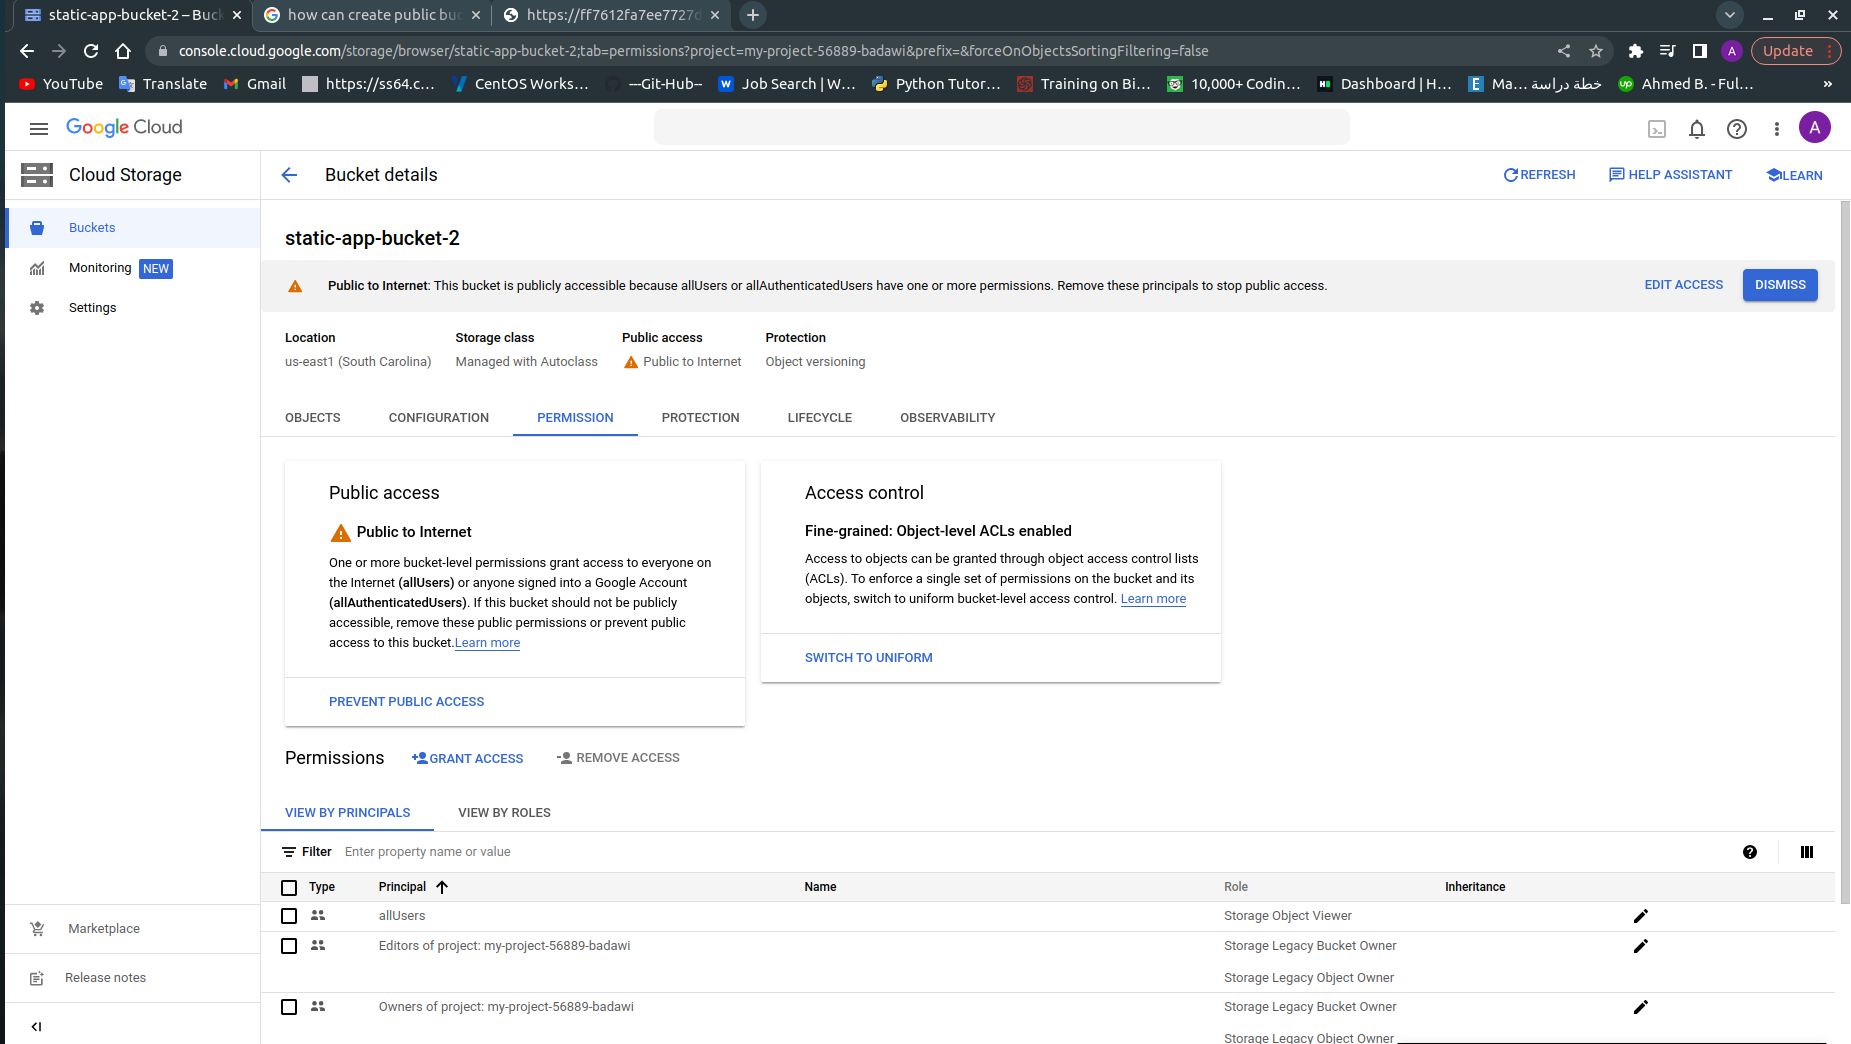 static-app-bucket-2 – Buck
how can create public buc
https://ff7612fa7ee7727d
console.cloud.google.com/storage/browser/static-app-bucket-2;tab=permissions?project=my-project-56889-badawi&prefix=&forceOnObjectsSortingFiltering=false
A
Update
YouTube
Translate
Gmail
https://ss64.c...
CentOS Works...
---Git-Hub--
Job Search | W...
Python Tutor...
Training on Bi...
10,000+ Codin...
Dashboard | H...
Ma... خطة دراسة
Ahmed B. - Ful...
»
Google Cloud
A
Cloud Storage
Bucket details
REFRESH
HELP ASSISTANT
LEARN
Buckets
Monitoring NEW
Settings
Marketplace
Release notes
static-app-bucket-2
Public to Internet: This bucket is publicly accessible because allUsers or allAuthenticatedUsers have one or more permissions. Remove these principals to stop public access.
EDIT ACCESS
DISMISS
Location Storage class Public access Protection
us-east1 (South Carolina) Managed with Autoclass Public to Internet Object versioning
OBJECTS CONFIGURATION PERMISSION PROTECTION LIFECYCLE OBSERVABILITY
Public access
Public to Internet
One or more bucket-level permissions grant access to everyone on
the Internet (allUsers) or anyone signed into a Google Account
(allAuthenticatedUsers). If this bucket should not be publicly
accessible, remove these public permissions or prevent public
access to this bucket.Learn more
PREVENT PUBLIC ACCESS
Access control
Fine-grained: Object-level ACLs enabled
Access to objects can be granted through object access control lists
(ACLs). To enforce a single set of permissions on the bucket and its
objects, switch to uniform bucket-level access control. Learn more
SWITCH TO UNIFORM
Permissions GRANT ACCESS REMOVE ACCESS
VIEW BY PRINCIPALS VIEW BY ROLES
Filter Enter property name or value
Type Principal Name Role Inheritance
allUsers Storage Object Viewer
Editors of project: my-project-56889-badawi Storage Legacy Bucket Owner
Storage Legacy Object Owner
Owners of project: my-project-56889-badawi Storage Legacy Bucket Owner
Storage Legacy Object Owner